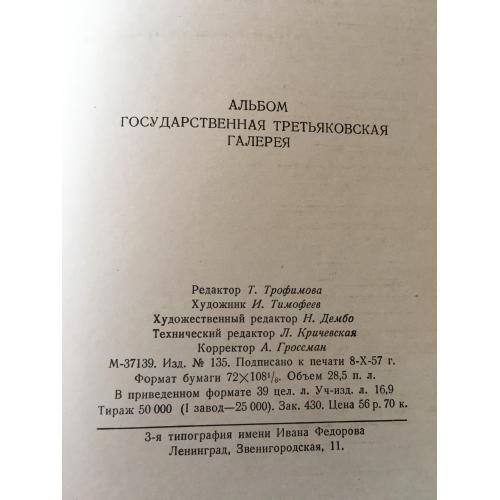 АЛЬБОМ
ГОСУДАРСТВЕННАЯ ТРЕТЬЯКОВСКАЯ
ГАЛЕРЕЯ
Редактор Т. Трофимова
Художник И. Тимофеев
Художественный редактор Н. Дембо
Технический редактор Л. Кричевская
Корректор А. Гроссман
М-37139. Изд. № 135. Подписано к печати 8-X-57 г.
Формат бумаги 72×108¹/₈. Объем 28,5 п. л.
В приведенном формате 39 цел. л. Уч-изд. л. 16,9
Тираж 50 000 (I завод—25 000). Зак. 430. Цена 56 р. 70 к.
3-я типография имени Ивана Федорова
Ленинград, Звенигородская, 11.